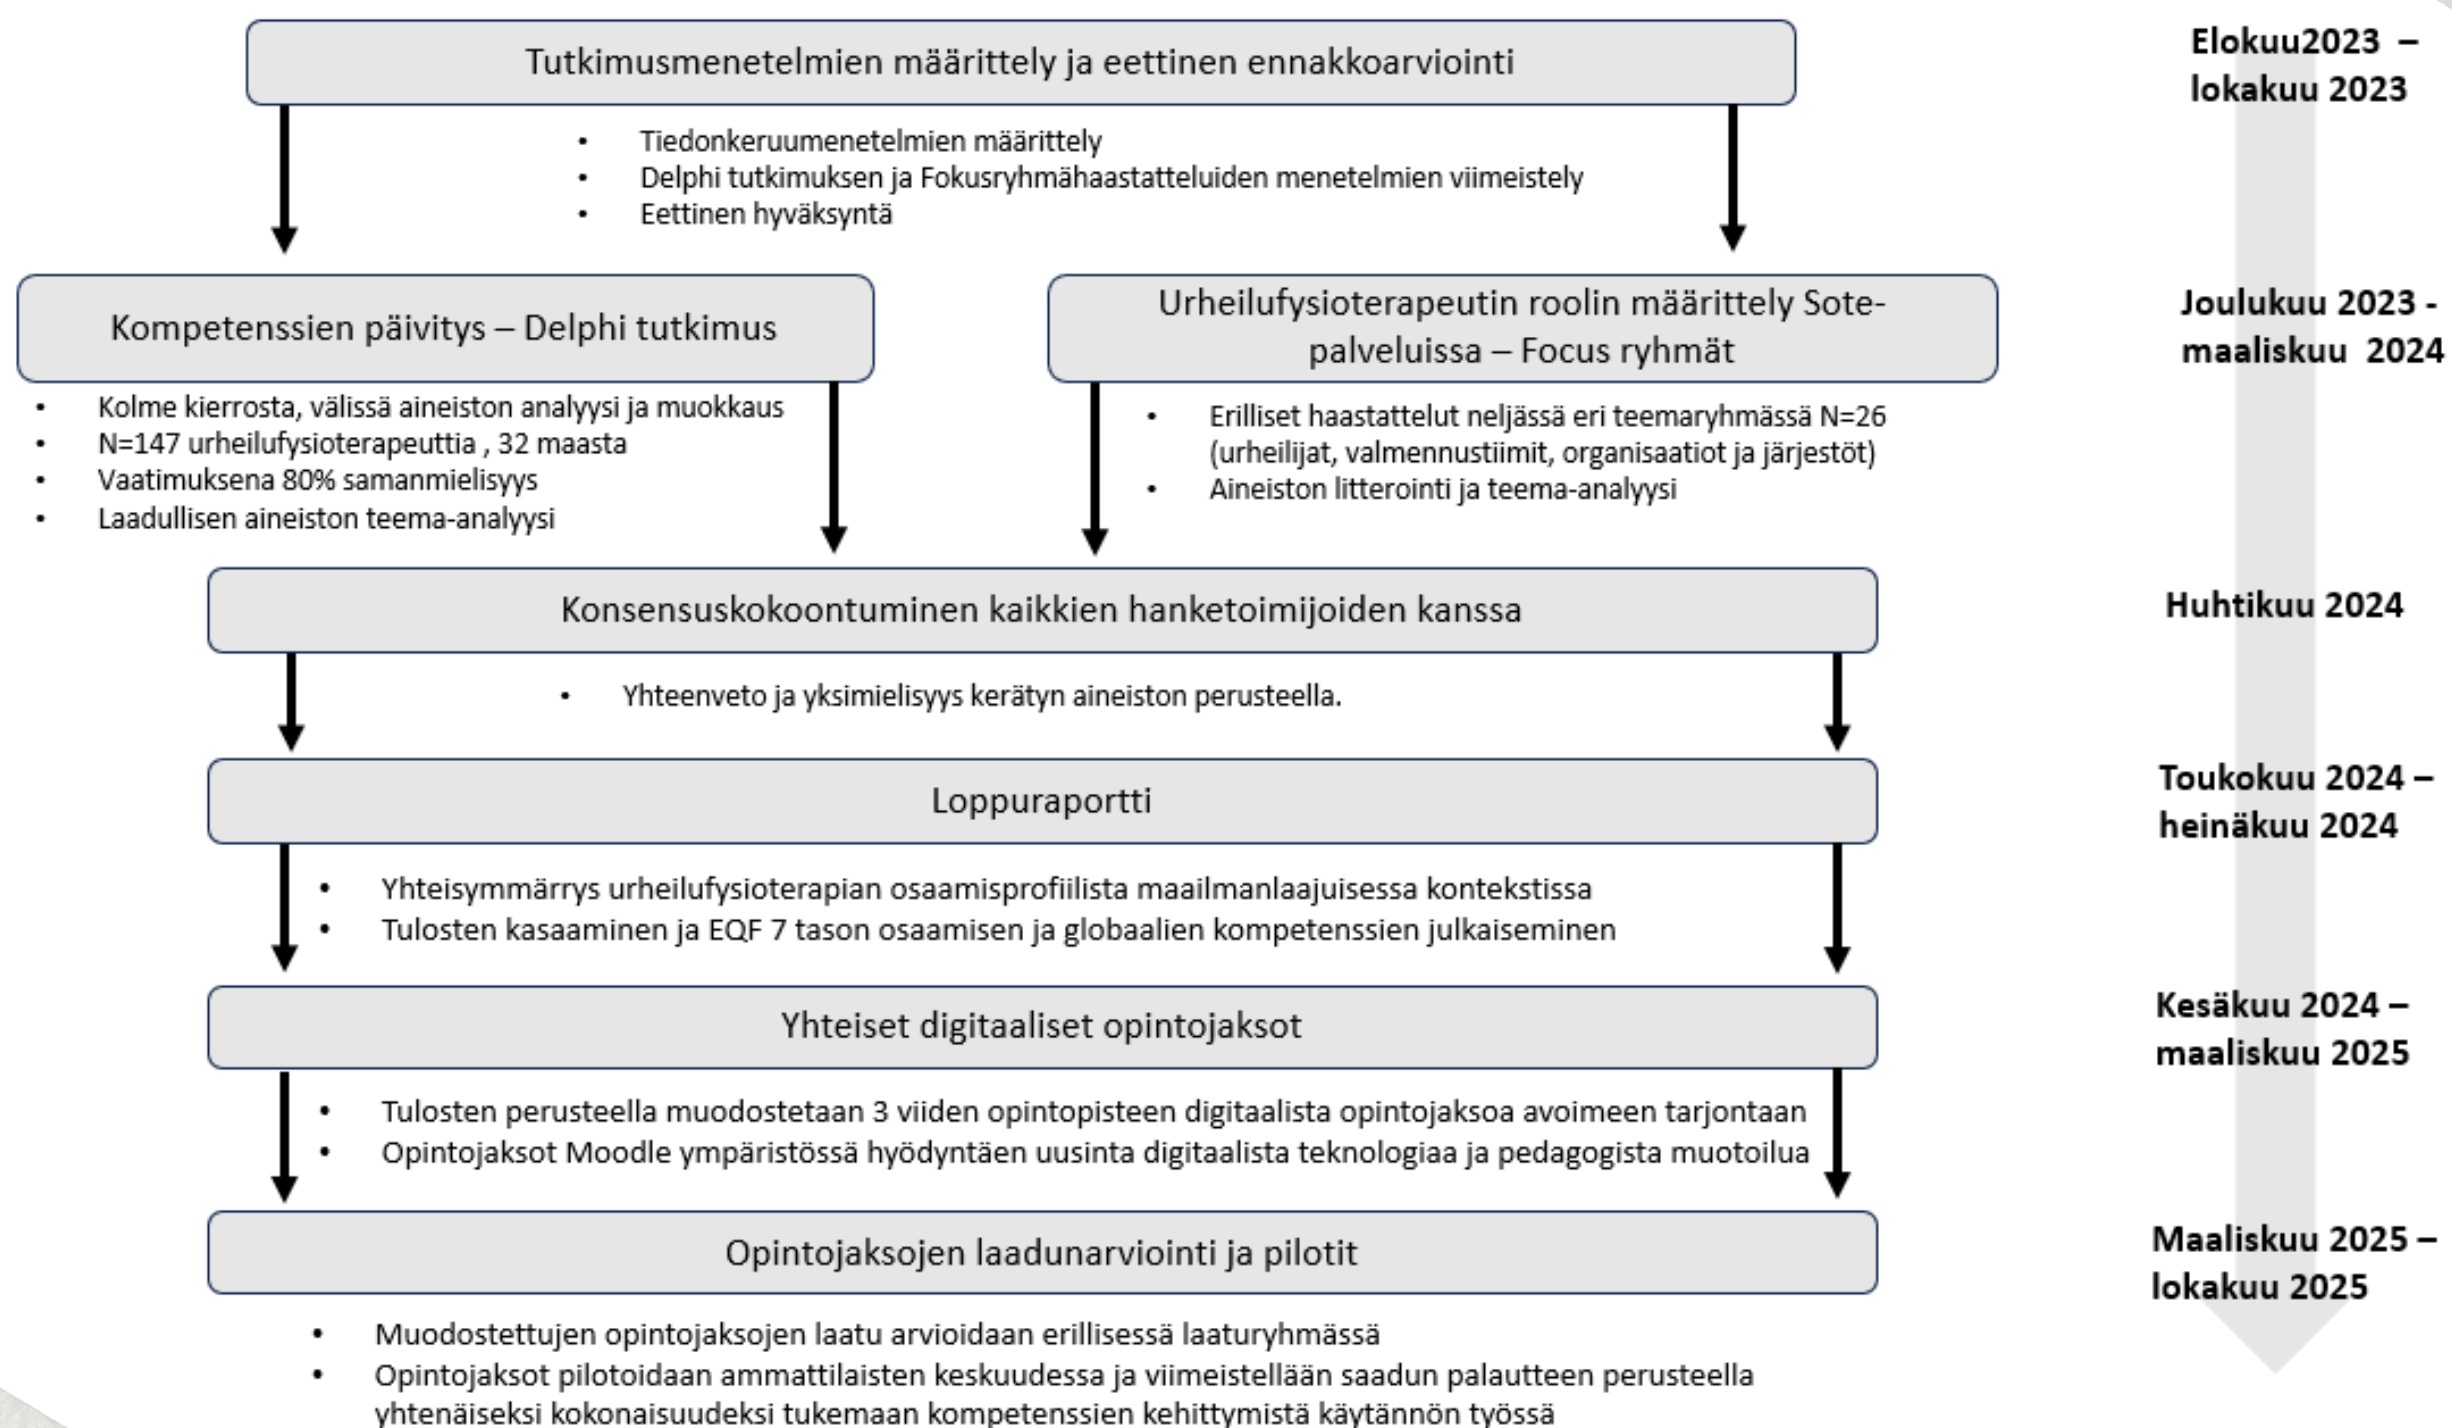 Tutkimusmenetelmien määrittely ja eettinen ennakkoarviointi
Elokuu2023 –
lokakuu 2023
• Tiedonkeruumenetelmien määrittely
• Delphi tutkimuksen ja Fokusryhmähaastatteluiden menetelmien viimeistely
• Eettinen hyväksyntä
Kompetenssien päivitys – Delphi tutkimus
• Kolme kierrosta, välissä aineiston analyysi ja muokkaus
• N=147 urheilufysioterapeuttia , 32 maasta
• Vaatimuksena 80% samanmielisyys
• Laadullisen aineiston teema-analyysi
Urheilufysioterapeutin roolin määrittely Sote-
palveluissa – Focus ryhmät
• Erilliset haastattelut neljässä eri teemaryhmässä N=26
(urheilijat, valmennustiimit, organisaatiot ja järjestöt)
• Aineiston litterointi ja teema-analyysi
Joulukuu 2023 -
maaliskuu 2024
Konsensuskokoontuminen kaikkien hanketoimijoiden kanssa
Huhtikuu 2024
• Yhteenveto ja yksimielisyys kerätyn aineiston perusteella.
Loppuraportti
Toukokuu 2024 –
heinäkuu 2024
• Yhteisymmärrys urheilufysioterapian osaamisprofiilista maailmanlaajuisessa kontekstissa
• Tulosten kasaaminen ja EQF 7 tason osaamisen ja globaalien kompetenssien julkaiseminen
Yhteiset digitaaliset opintojaksot
Kesäkuu 2024 –
maaliskuu 2025
• Tulosten perusteella muodostetaan 3 viiden opintopisteen digitaalista opintojaksoa avoimeen tarjontaan
• Opintojaksot Moodle ympäristössä hyödyntäen uusinta digitaalista teknologiaa ja pedagogista muotoilua
Opintojaksojen laadunarviointi ja pilotit
Maaliskuu 2025 –
lokakuu 2025
• Muodostettujen opintojaksojen laatu arvioidaan erillisessä laaturyhmässä
• Opintojaksot pilotoidaan ammattilaisten keskuudessa ja viimeistellään saadun palautteen perusteella
yhtenäiseksi kokonaisuudeksi tukemaan kompetenssien kehittymistä käytännön työssä